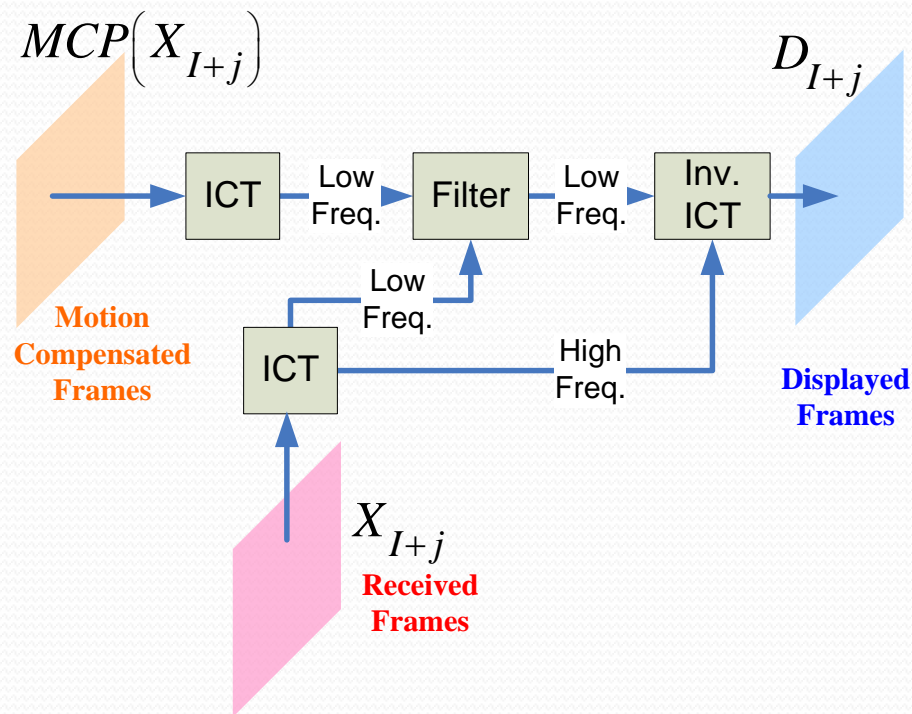 MCP(X_{I+j})
D_{I+j}
ICT
Low
Freq.
Filter
Low
Freq.
Inv.
ICT
Low
Freq.
Motion
Compensated
Frames
ICT
High
Freq.
Displayed
Frames
X_{I+j}
Received
Frames